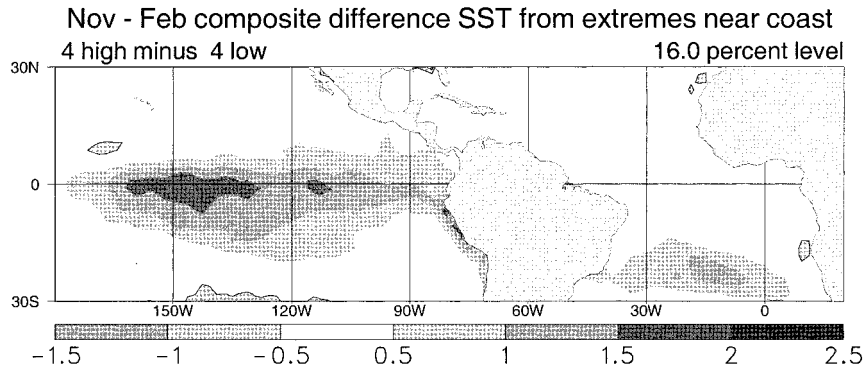 Nov - Feb composite difference SST from extremes near coast
4 high minus 4 low 16.0 percent level
30N
0
30S
150W 120W 90W 60W 30W 0
-1.5 -1 -0.5 0.5 1 1.5 2 2.5